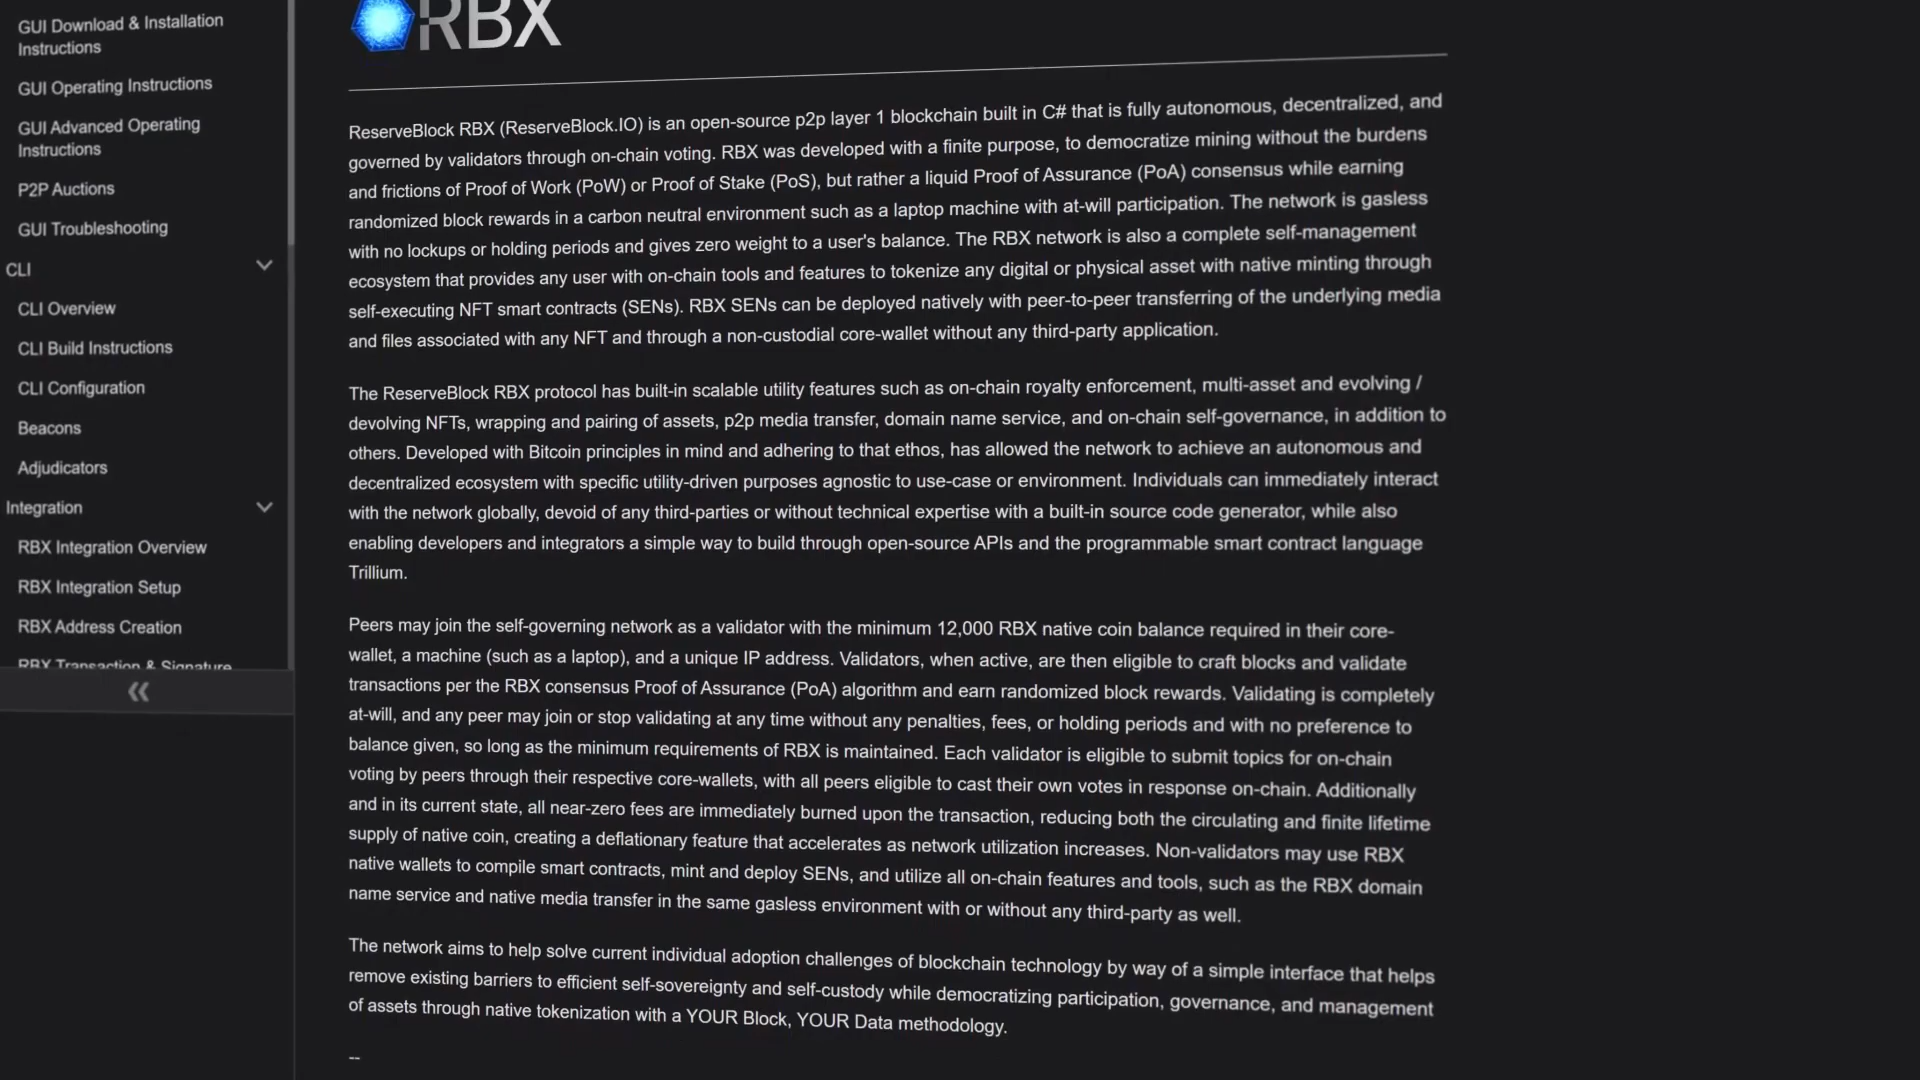 GUI Download & Installation
Instructions
GUI Operating Instructions
GUI Advanced Operating
Instructions
P2P Auctions
GUI Troubleshooting
CLI
CLI Overview
CLI Build Instructions
CLI Configuration
Beacons
Adjudicators
Integration
RBX Integration Overview
RBX Integration Setup
RBX Address Creation
RBX Transaction & Signature
RBX
ReserveBlock RBX (ReserveBlock.IO) is an open-source p2p layer 1 blockchain built in C# that is fully autonomous, decentralized, and
governed by validators through on-chain voting. RBX was developed with a finite purpose, to democratize mining without the burdens
and frictions of Proof of Work (PoW) or Proof of Stake (PoS), but rather a liquid Proof of Assurance (PoA) consensus while earning
randomized block rewards in a carbon neutral environment such as a laptop machine with at-will participation. The network is gasless
with no lockups or holding periods and gives zero weight to a user's balance. The RBX network is also a complete self-management
ecosystem that provides any user with on-chain tools and features to tokenize any digital or physical asset with native minting through
self-executing NFT smart contracts (SENs). RBX SENs can be deployed natively with peer-to-peer transferring of the underlying media
and files associated with any NFT and through a non-custodial core-wallet without any third-party application.
The ReserveBlock RBX protocol has built-in scalable utility features such as on-chain royalty enforcement, multi-asset and evolving /
devolving NFTs, wrapping and pairing of assets, p2p media transfer, domain name service, and on-chain self-governance, in addition to
others. Developed with Bitcoin principles in mind and adhering to that ethos, has allowed the network to achieve an autonomous and
decentralized ecosystem with specific utility-driven purposes agnostic to use-case or environment. Individuals can immediately interact
with the network globally, devoid of any third-parties or without technical expertise with a built-in source code generator, while also
enabling developers and integrators a simple way to build through open-source APIs and the programmable smart contract language
Trillium.
Peers may join the self-governing network as a validator with the minimum 12,000 RBX native coin balance required in their core-
wallet, a machine (such as a laptop), and a unique IP address. Validators, when active, are then eligible to craft blocks and validate
transactions per the RBX consensus Proof of Assurance (PoA) algorithm and earn randomized block rewards. Validating is completely
at-will, and any peer may join or stop validating at any time without any penalties, fees, or holding periods and with no preference to
balance given, so long as the minimum requirements of RBX is maintained. Each validator is eligible to submit topics for on-chain
voting by peers through their respective core-wallets, with all peers eligible to cast their own votes in response on-chain. Additionally
and in its current state, all near-zero fees are immediately burned upon the transaction, reducing both the circulating and finite lifetime
supply of native coin, creating a deflationary feature that accelerates as network utilization increases. Non-validators may use RBX
native wallets to compile smart contracts, mint and deploy SENs, and utilize all on-chain features and tools, such as the RBX domain
name service and native media transfer in the same gasless environment with or without any third-party as well.
The network aims to help solve current individual adoption challenges of blockchain technology by way of a simple interface that helps
remove existing barriers to efficient self-sovereignty and self-custody while democratizing participation, governance, and management
of assets through native tokenization with a YOUR Block, YOUR Data methodology.
--